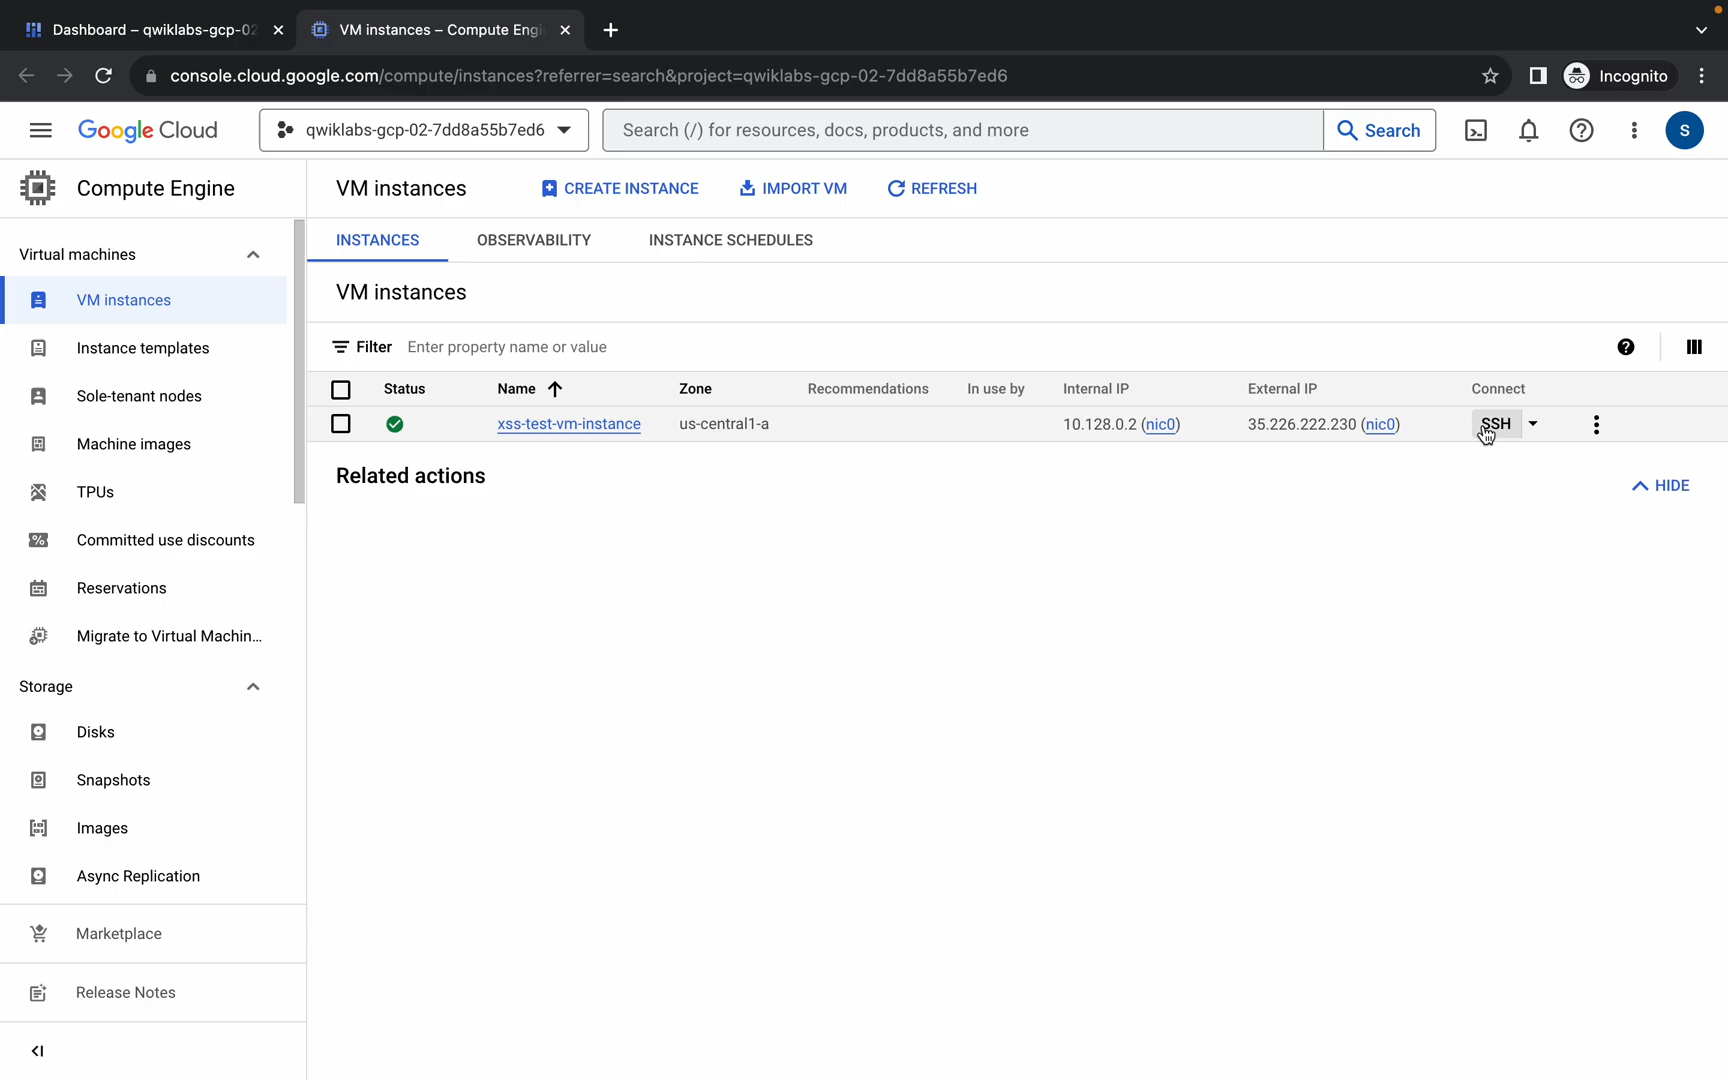 Dashboard – qwiklabs-gcp-02
VM instances – Compute Engi
console.cloud.google.com/compute/instances?referrer=search&project=qwiklabs-gcp-02-7dd8a55b7ed6
Incognito
Google Cloud
qwiklabs-gcp-02-7dd8a55b7ed6
Search (/) for resources, docs, products, and more
Search
S
Compute Engine
VM instances
CREATE INSTANCE
IMPORT VM
REFRESH
Virtual machines
VM instances
Instance templates
Sole-tenant nodes
Machine images
TPUs
Committed use discounts
Reservations
Migrate to Virtual Machin...
Storage
Disks
Snapshots
Images
Async Replication
Marketplace
Release Notes
INSTANCES
OBSERVABILITY
INSTANCE SCHEDULES
VM instances
Filter
Enter property name or value
Status
Name
Zone
Recommendations
In use by
Internal IP
External IP
Connect
xss-test-vm-instance
us-central1-a
10.128.0.2 (nic0)
35.226.222.230 (nic0)
SSH
Related actions
HIDE